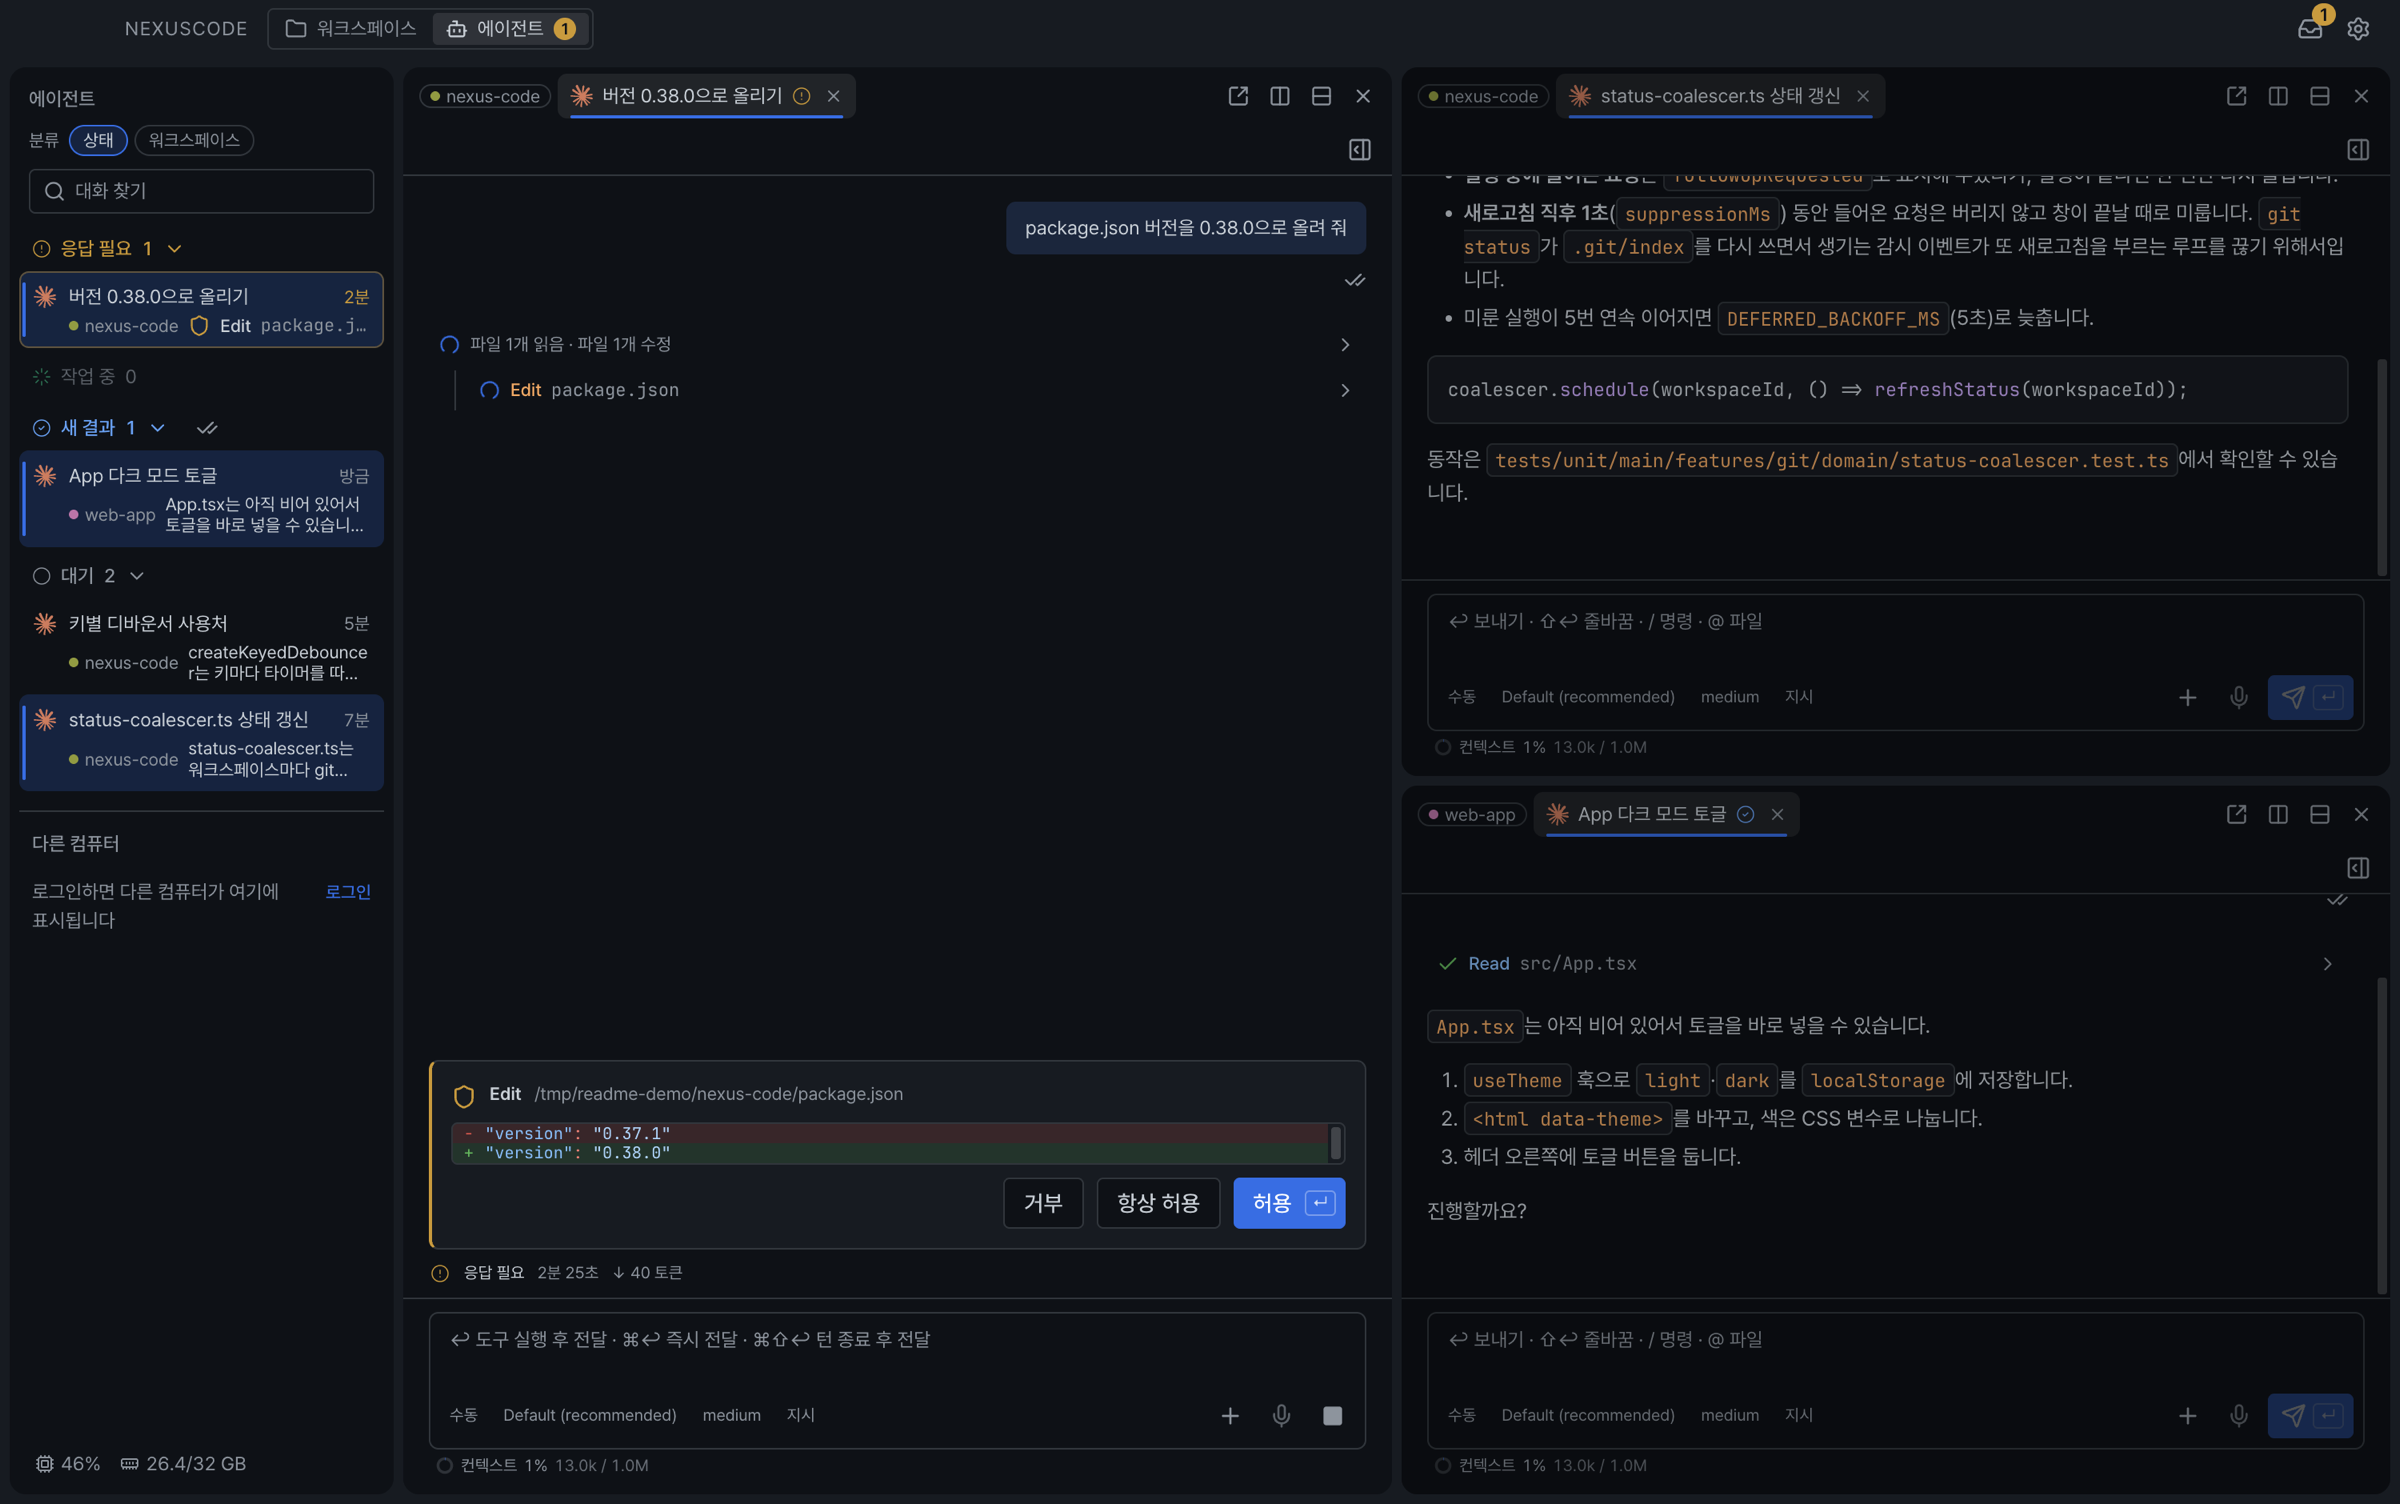 NEXUSCODE
워크스페이스
에이전트 1
1
에이전트
분류 상태 워크스페이스
대화 찾기
응답 필요 1
버전 0.38.0으로 올리기 2분
nexus-code Edit package.j…
작업 중 0
새 결과 1
App 다크 모드 토글 방금
web-app App.tsx는 아직 비어 있어서
토글을 바로 넣을 수 있습니…
대기 2
키별 디바운서 사용처 5분
nexus-code createKeyedDebounce
r는 키마다 타이머를 따…
status-coalescer.ts 상태 갱신 7분
nexus-code status-coalescer.ts는
워크스페이스마다 git…
다른 컴퓨터
로그인하면 다른 컴퓨터가 여기에 로그인
표시됩니다
46% 26.4/32 GB
nexus-code 버전 0.38.0으로 올리기
package.json 버전을 0.38.0으로 올려 줘
파일 1개 읽음 · 파일 1개 수정
Edit package.json
Edit /tmp/readme-demo/nexus-code/package.json
- "version": "0.37.1"
+ "version": "0.38.0"
거부 항상 허용 허용 ↵
응답 필요 2분 25초 ↓ 40 토큰
↩ 도구 실행 후 전달 · ⌘↩ 즉시 전달 · ⌘⇧↩ 턴 종료 후 전달
수동 Default (recommended) medium 지시
컨텍스트 1% 13.0k / 1.0M
nexus-code status-coalescer.ts 상태 갱신
followUpRequested
• 새로고침 직후 1초( suppressionMs ) 동안 들어온 요청은 버리지 않고 창이 끝날 때로 미룹니다. git
status 가 .git/index 를 다시 쓰면서 생기는 감시 이벤트가 또 새로고침을 부르는 루프를 끊기 위해서입
니다.
• 미룬 실행이 5번 연속 이어지면 DEFERRED_BACKOFF_MS (5초)로 늦춥니다.
coalescer.schedule(workspaceId, () => refreshStatus(workspaceId));
동작은 tests/unit/main/features/git/domain/status-coalescer.test.ts 에서 확인할 수 있습
니다.
↩ 보내기 · ⇧↩ 줄바꿈 · / 명령 · @ 파일
수동 Default (recommended) medium 지시
컨텍스트 1% 13.0k / 1.0M
web-app App 다크 모드 토글
Read src/App.tsx
App.tsx 는 아직 비어 있어서 토글을 바로 넣을 수 있습니다.
1. useTheme 훅으로 light · dark 를 localStorage 에 저장합니다.
2. <html data-theme> 를 바꾸고, 색은 CSS 변수로 나눕니다.
3. 헤더 오른쪽에 토글 버튼을 둡니다.
진행할까요?
↩ 보내기 · ⇧↩ 줄바꿈 · / 명령 · @ 파일
수동 Default (recommended) medium 지시
컨텍스트 1% 13.0k / 1.0M